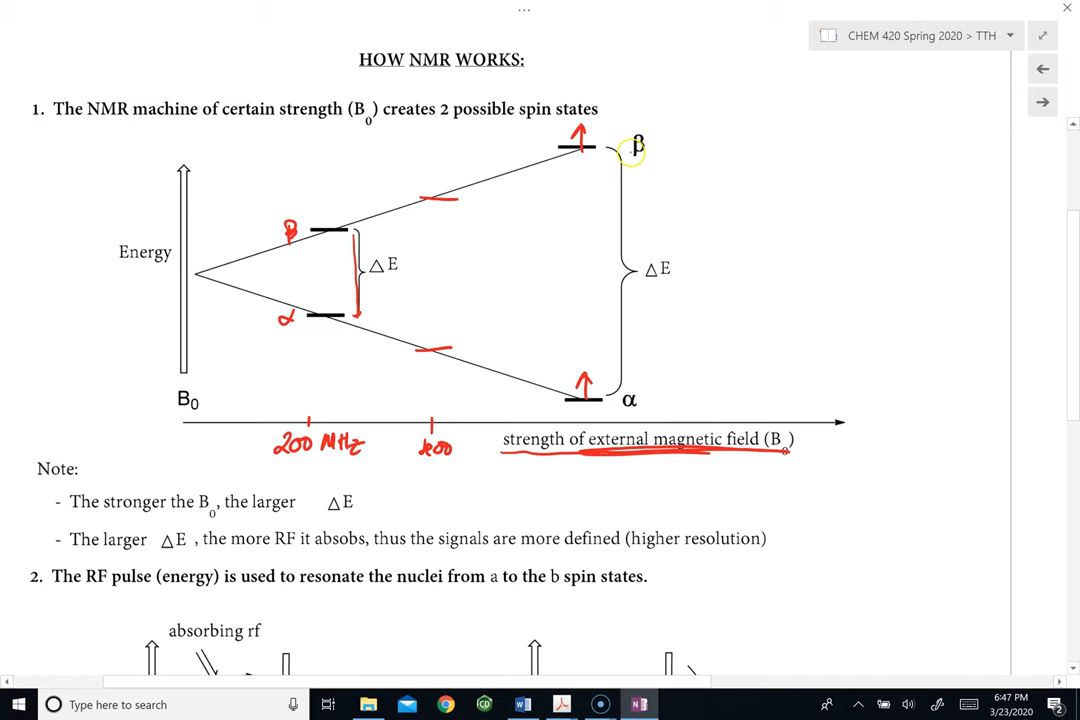 CHEM 420 Spring 2020 > TTH
HOW NMR WORKS:
1. The NMR machine of certain strength (B0) creates 2 possible spin states
β
β
Energy
△E
△E
α
α
B0
200 MHz
400
strength of external magnetic field (B0)
Note:
- The stronger the B0, the larger △E
- The larger △E , the more RF it absobs, thus the signals are more defined (higher resolution)
2. The RF pulse (energy) is used to resonate the nuclei from a to the b spin states.
absorbing rf
Type here to search
6:47 PM
3/23/2020
2